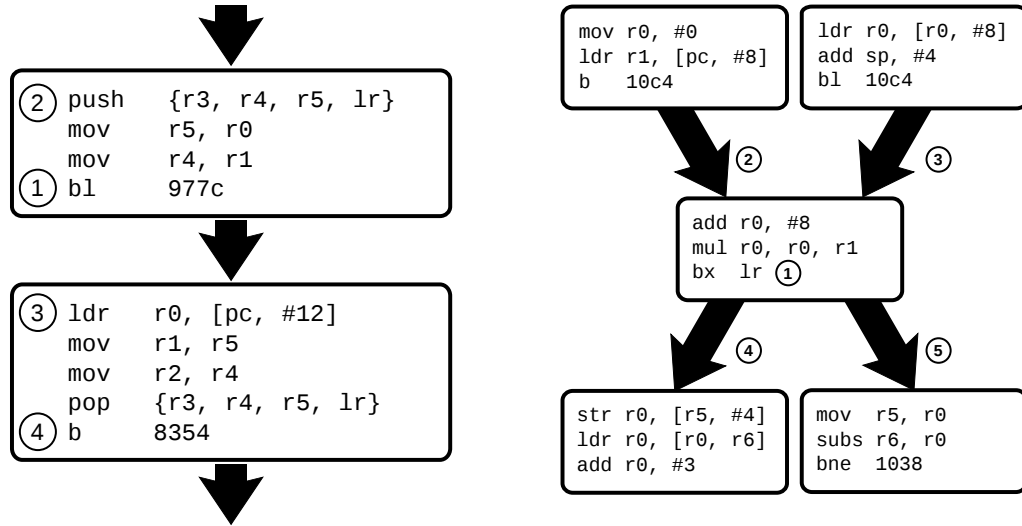 ② push {r3, r4, r5, lr}
mov r5, r0
mov r4, r1
① bl 977c
③ ldr r0, [pc, #12]
mov r1, r5
mov r2, r4
pop {r3, r4, r5, lr}
④ b 8354
mov r0, #0
ldr r1, [pc, #8]
b 10c4
ldr r0, [r0, #8]
add sp, #4
bl 10c4
②
③
add r0, #8
mul r0, r0, r1
bx lr ①
④
⑤
str r0, [r5, #4]
ldr r0, [r0, r6]
add r0, #3
mov r5, r0
subs r6, r0
bne 1038